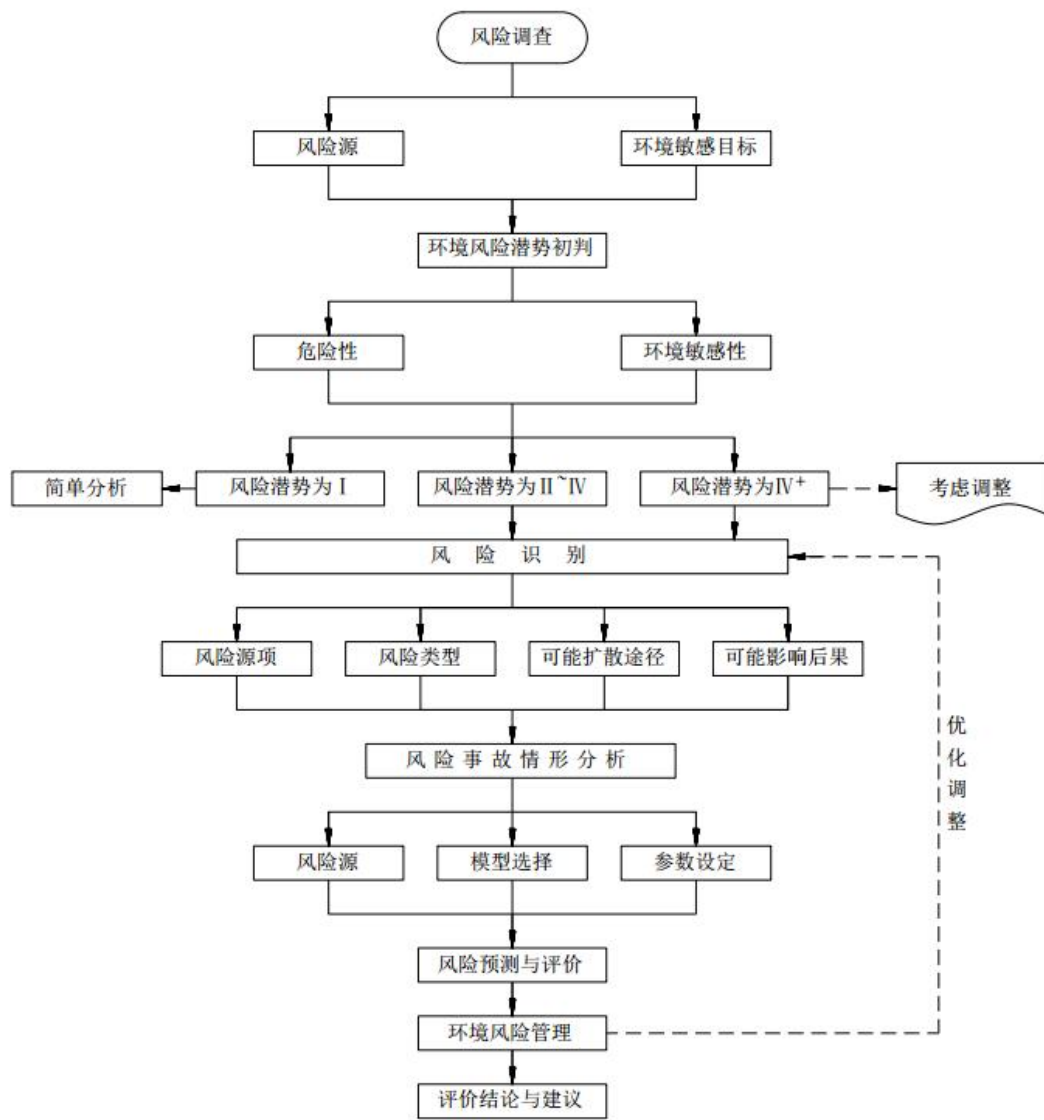 风险调查
风险源
环境敏感目标
环境风险潜势初判
危险性
环境敏感性
简单分析
风险潜势为Ⅰ
风险潜势为Ⅱ~Ⅳ
风险潜势为Ⅳ+
考虑调整
风险识别
风险源项
风险类型
可能扩散途径
可能影响后果
优化调整
风险事故情形分析
风险源
模型选择
参数设定
风险预测与评价
环境风险管理
评价结论与建议